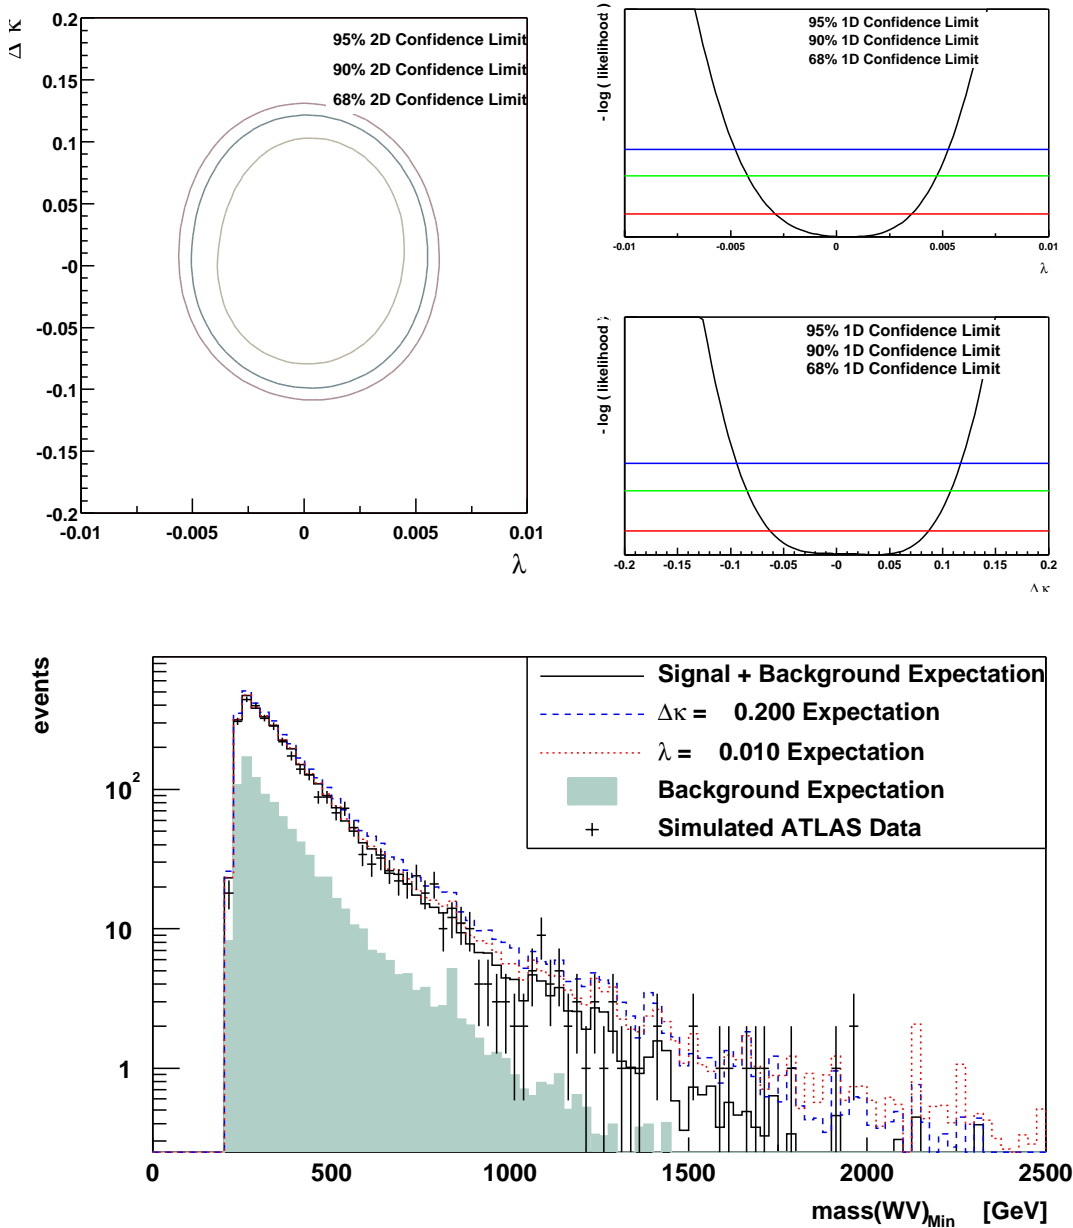 Δ κ
0.2
0.15
0.1
0.05
-0
-0.05
-0.1
-0.15
-0.2
95% 2D Confidence Limit
90% 2D Confidence Limit
68% 2D Confidence Limit
-0.01 -0.005 0 0.005 0.01
λ
- log ( likelihood )
95% 1D Confidence Limit
90% 1D Confidence Limit
68% 1D Confidence Limit
-0.01 -0.005 0 0.005 0.01
λ
- log ( likelihood )
95% 1D Confidence Limit
90% 1D Confidence Limit
68% 1D Confidence Limit
-0.2 -0.15 -0.1 -0.05 -0 0.05 0.1 0.15 0.2
Δ κ
events
10²
10
1
Signal + Background Expectation
Δκ = 0.200 Expectation
λ = 0.010 Expectation
Background Expectation
Simulated ATLAS Data
0 500 1000 1500 2000 2500
mass(WV)Min [GeV]